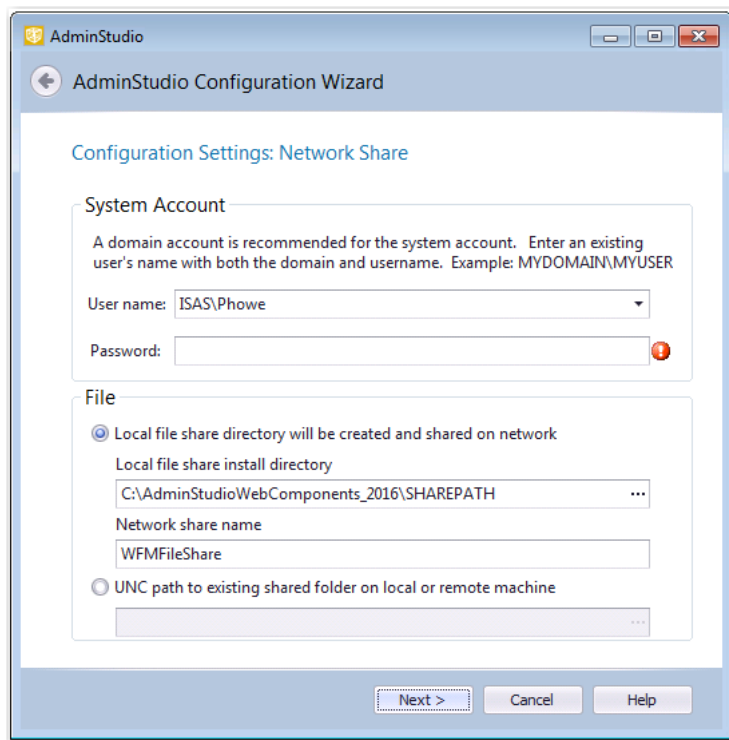 AdminStudio
AdminStudio Configuration Wizard
Configuration Settings: Network Share
System Account
A domain account is recommended for the system account. Enter an existing
user's name with both the domain and username. Example: MYDOMAIN\MYUSER
User name: ISAS\Phowe
Password:
File
Local file share directory will be created and shared on network
Local file share install directory
C:\AdminStudioWebComponents_2016\SHAREPATH ...
Network share name
WFMFileShare
UNC path to existing shared folder on local or remote machine
...
Next > Cancel Help